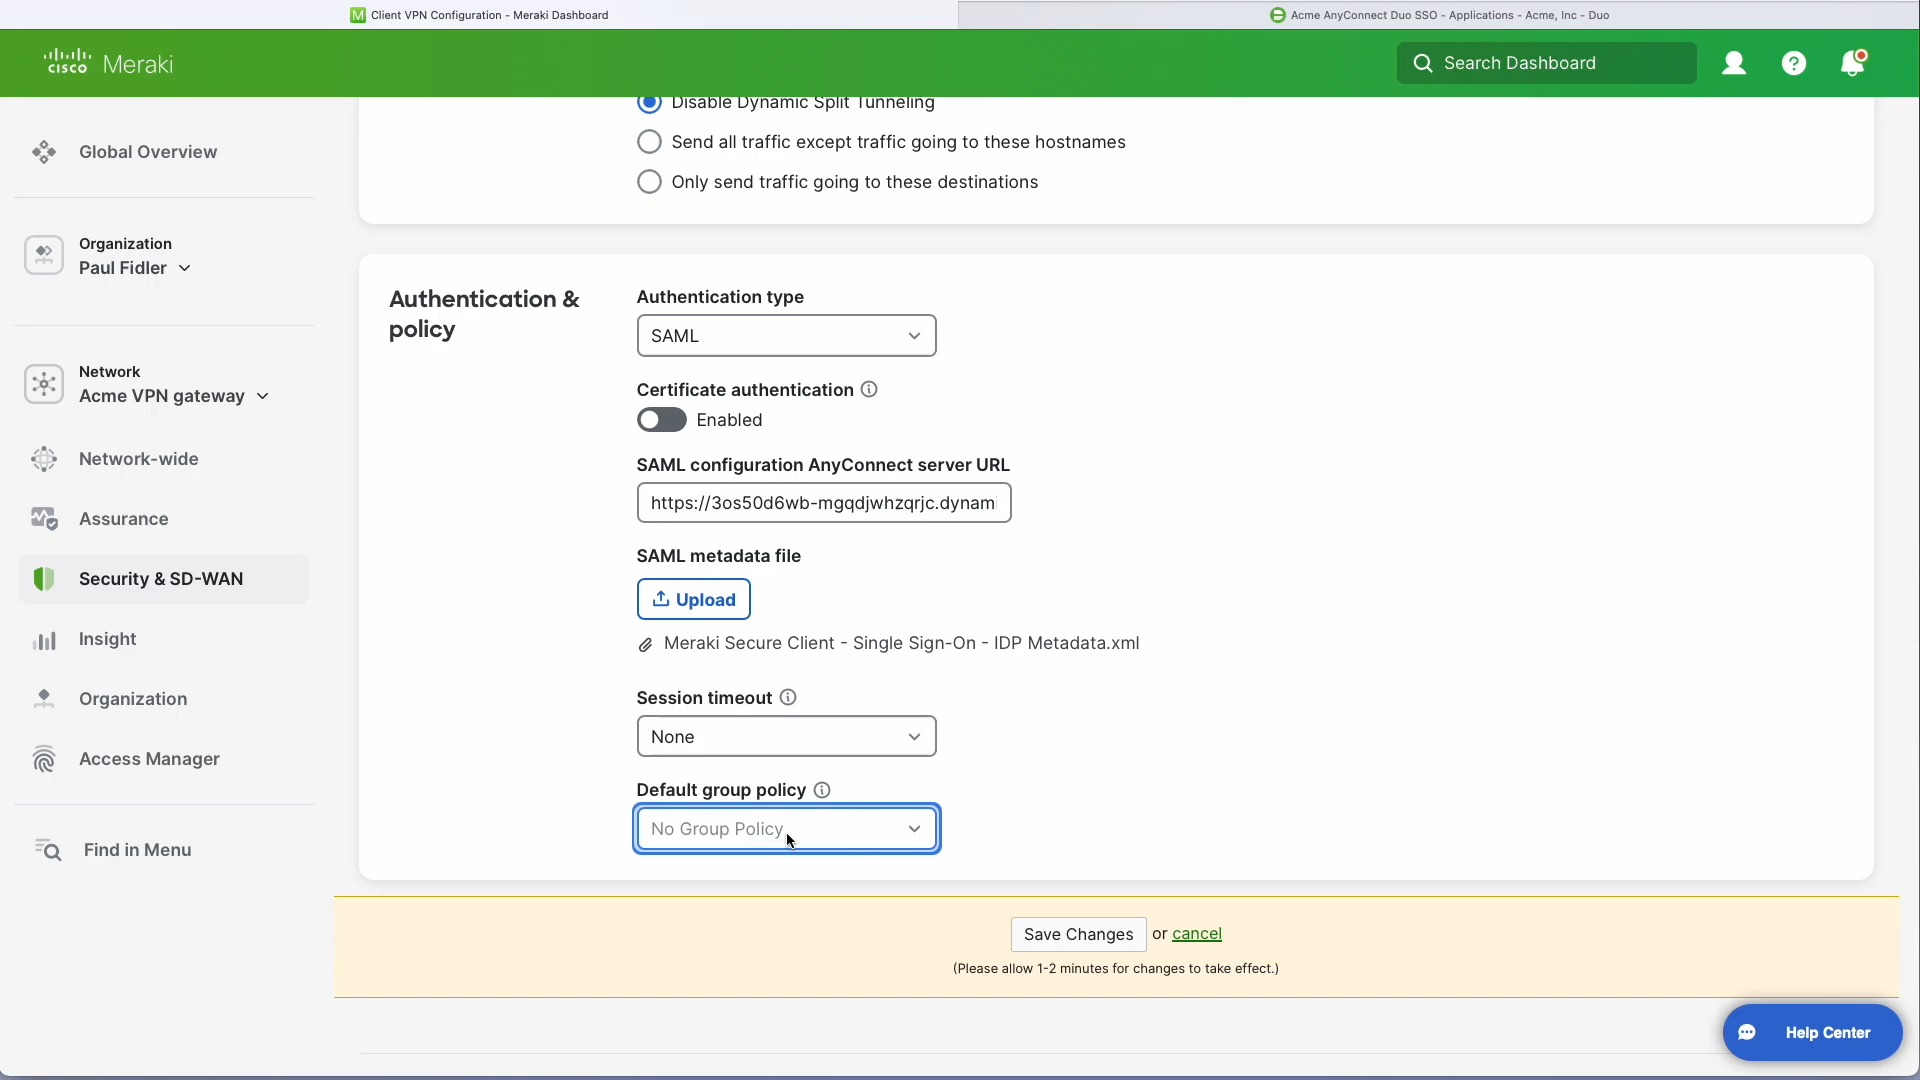 Client VPN Configuration - Meraki Dashboard
Acme AnyConnect Duo SSO - Applications - Acme, Inc - Duo
CISCO Meraki
Search Dashboard
Global Overview
Organization
Paul Fidler
Network
Acme VPN gateway
Network-wide
Assurance
Security & SD-WAN
Insight
Organization
Access Manager
Find in Menu
Disable Dynamic Split Tunneling
Send all traffic except traffic going to these hostnames
Only send traffic going to these destinations
Authentication &
policy
Authentication type
SAML
Certificate authentication
Enabled
SAML configuration AnyConnect server URL
https://3os50d6wb-mgqdjwhzqrjc.dynami
SAML metadata file
Upload
Meraki Secure Client - Single Sign-On - IDP Metadata.xml
Session timeout
None
Default group policy
No Group Policy
Save Changes or cancel
(Please allow 1-2 minutes for changes to take effect.)
Help Center